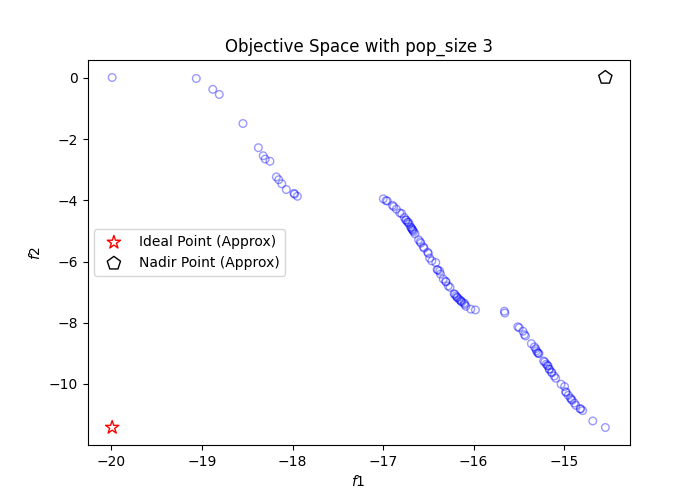 Objective Space with pop_size 3
f2
0
−2
−4
−6
−8
−10
Ideal Point (Approx)
Nadir Point (Approx)
−20
−19
−18
−17
−16
−15
f1